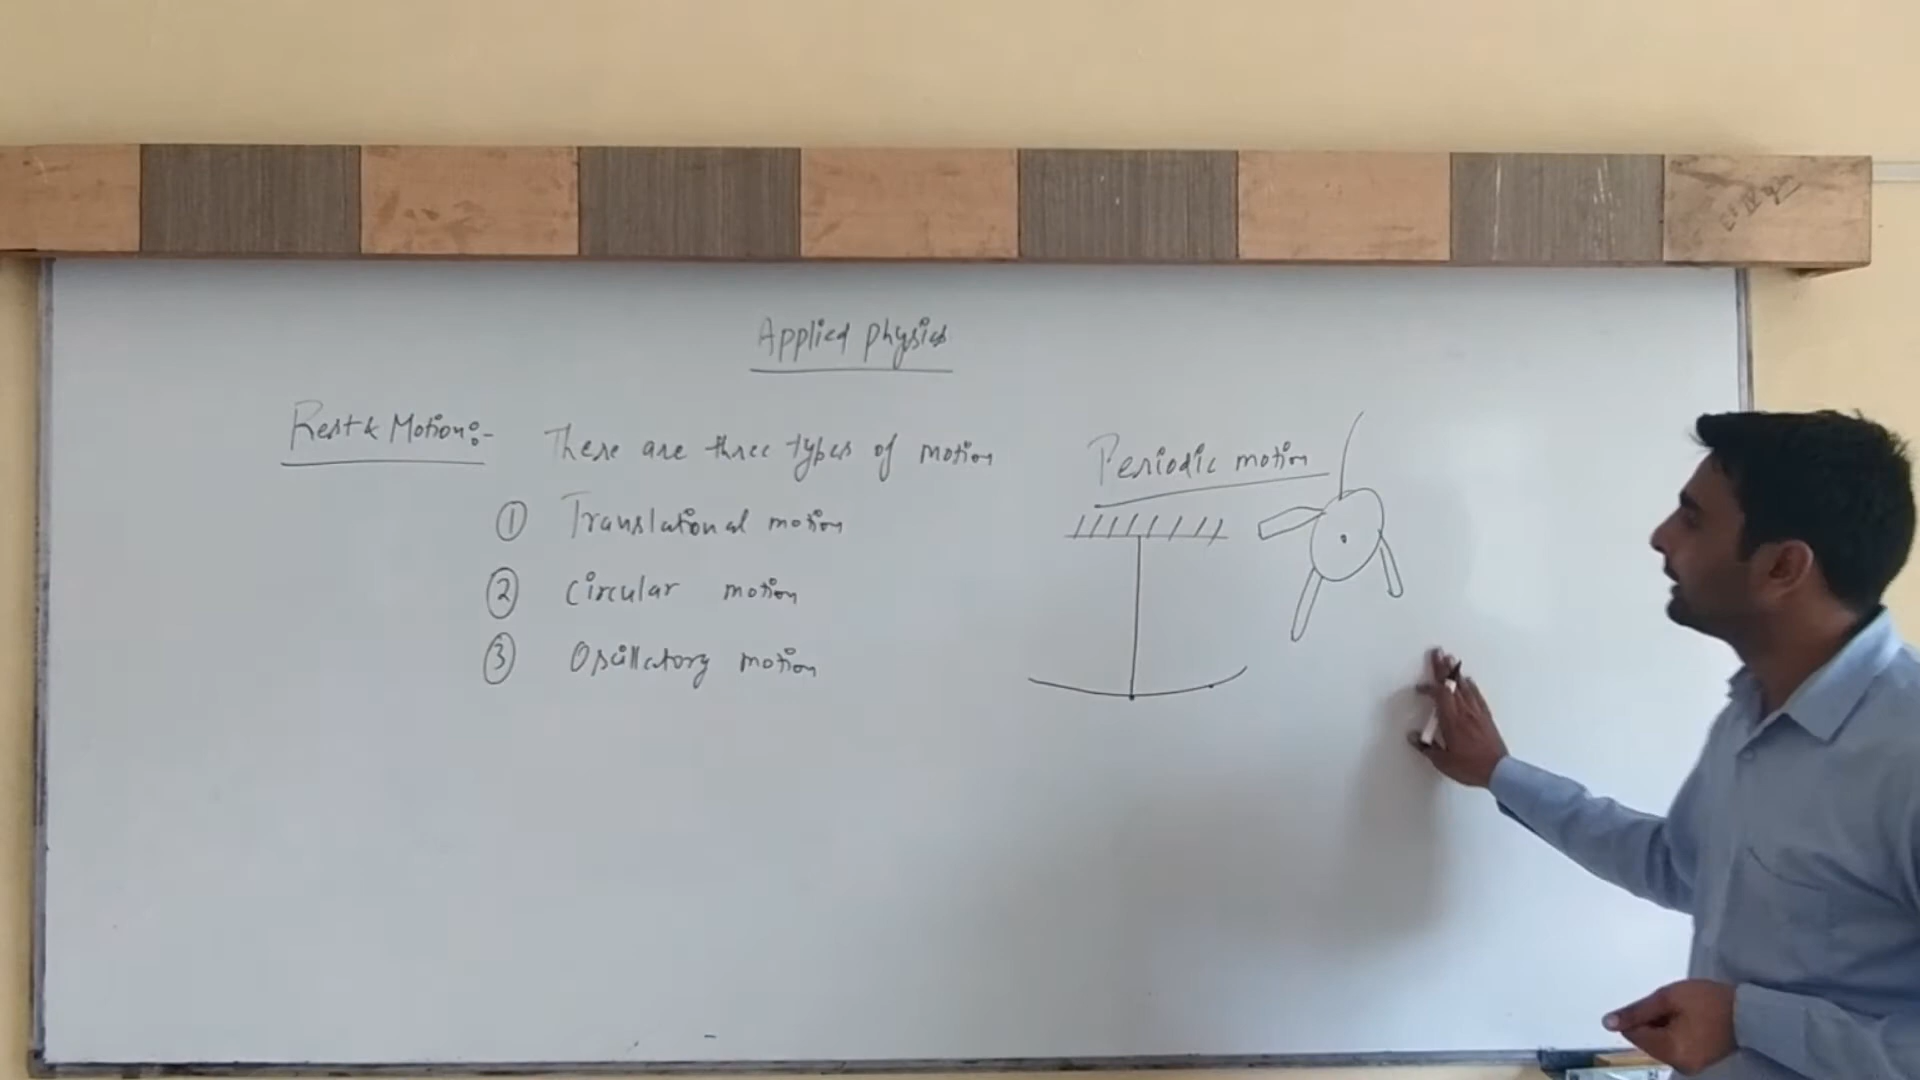 Applied physics
Rest & Motion:-
There are three types of motion
① Translational motion
② Circular motion
③ Oscillatory motion
Periodic motion